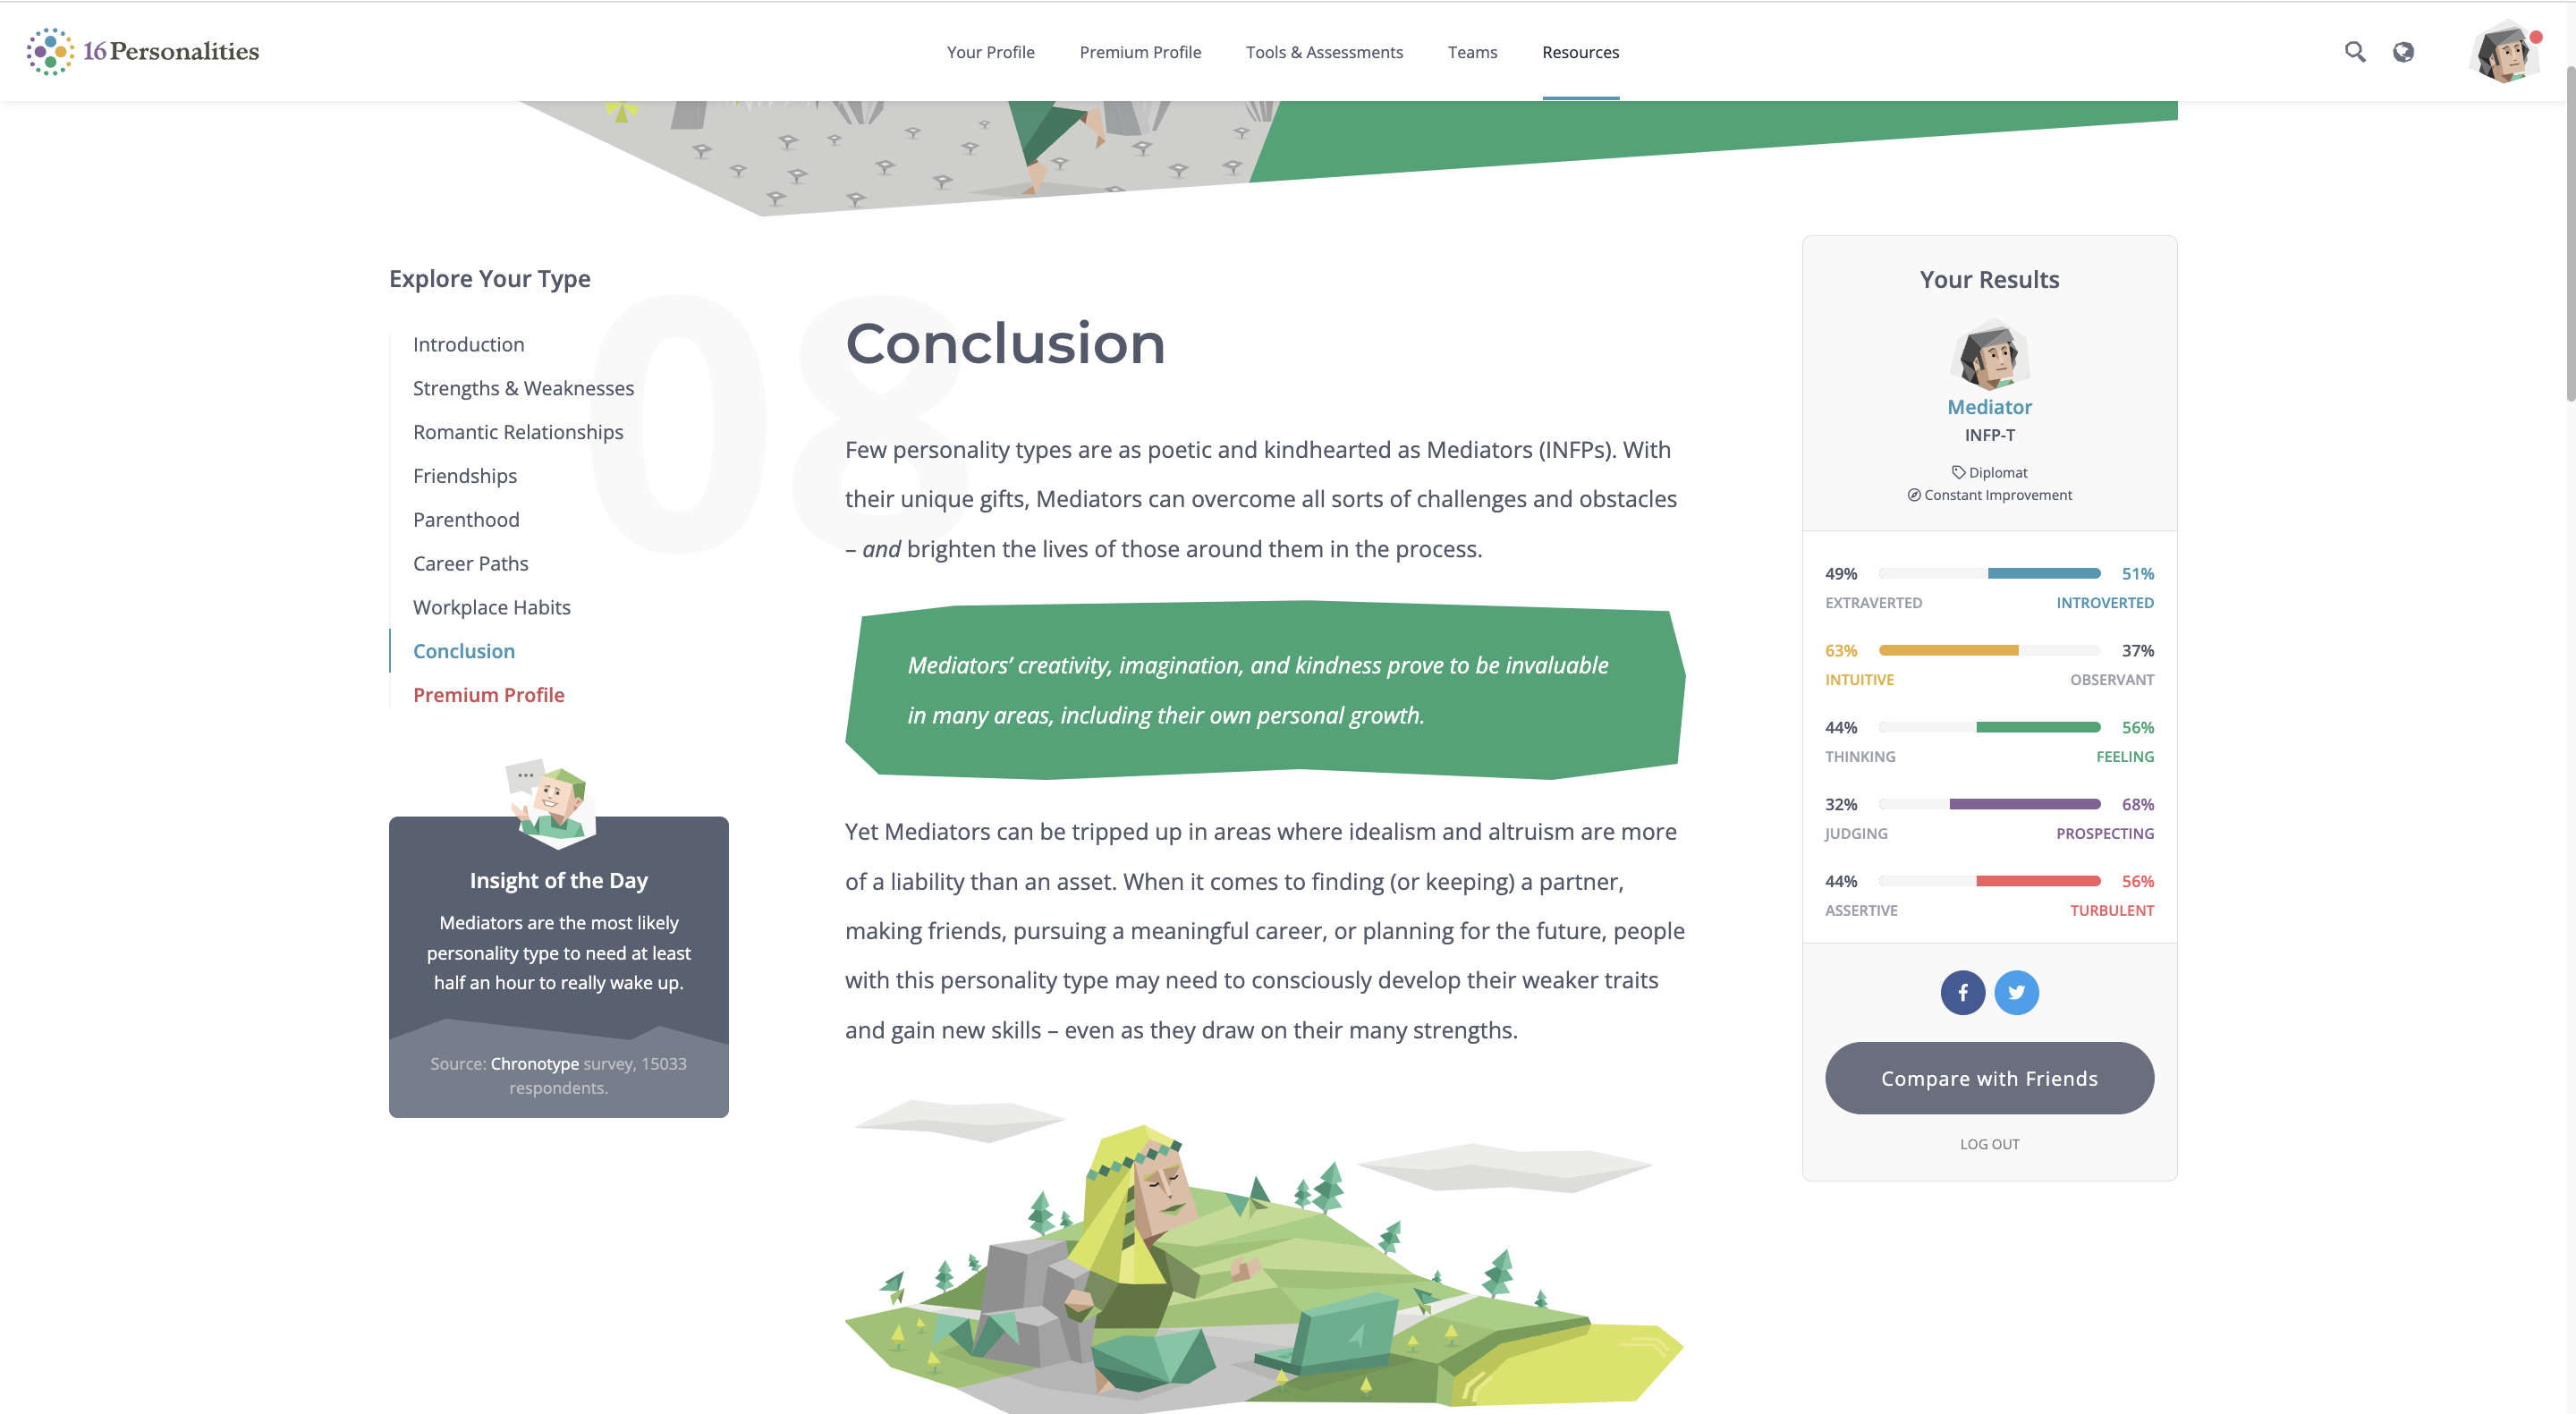 16Personalities
Your Profile
Premium Profile
Tools & Assessments
Teams
Resources
Explore Your Type
Introduction
Strengths & Weaknesses
Romantic Relationships
Friendships
Parenthood
Career Paths
Workplace Habits
Conclusion
Premium Profile
Insight of the Day
Mediators are the most likely
personality type to need at least
half an hour to really wake up.
Source: Chronotype survey, 15033
respondents.
08
Conclusion
Few personality types are as poetic and kindhearted as Mediators (INFPs). With
their unique gifts, Mediators can overcome all sorts of challenges and obstacles
– and brighten the lives of those around them in the process.
Mediators’ creativity, imagination, and kindness prove to be invaluable
in many areas, including their own personal growth.
Yet Mediators can be tripped up in areas where idealism and altruism are more
of a liability than an asset. When it comes to finding (or keeping) a partner,
making friends, pursuing a meaningful career, or planning for the future, people
with this personality type may need to consciously develop their weaker traits
and gain new skills – even as they draw on their many strengths.
Your Results
Mediator
INFP-T
Diplomat
Constant Improvement
49% 51%
EXTRAVERTED INTROVERTED
63% 37%
INTUITIVE OBSERVANT
44% 56%
THINKING FEELING
32% 68%
JUDGING PROSPECTING
44% 56%
ASSERTIVE TURBULENT
Compare with Friends
LOG OUT